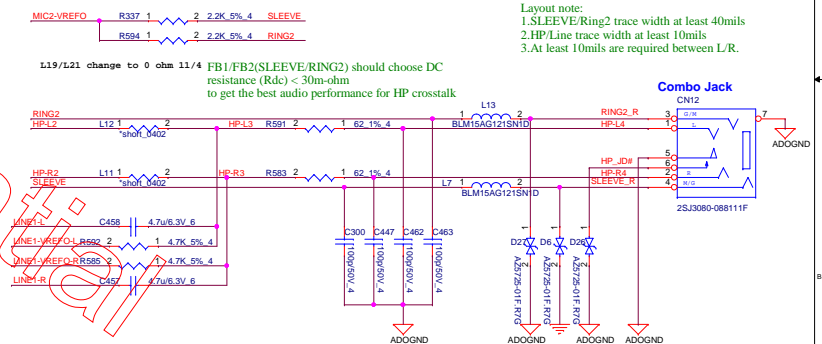 MIC2-VREFO
R337 1 2 2.2K_5%_4 SLEEVE
R594 1 2 2.2K_5%_4 RING2
Layout note:
1.SLEEVE/Ring2 trace width at least 40mils
2.HP/Line trace width at least 10mils
3.At least 10mils are required between L/R.
L19/L21 change to 0 ohm 11/4
FB1/FB2(SLEEVE/RING2) should choose DC
resistance (Rdc) < 30m-ohm
to get the best audio performance for HP crosstalk
Combo Jack
CN12
RING2
L13
1 2
BLM15AG121SN1D
RING2_R
3
G/M
HP-L2
L12 1 2
*short_0402
HP-L3
R591 1 2 62_1%_4
HP-L4
1
L
7
ADOGND
5
HP_JD#
6
HP-R2
L11 1 2
*short_0402
HP-R3
R583 1 2 62_1%_4
HP-R4
2
R
SLEEVE
L7 1 2
BLM15AG121SN1D
SLEEVE_R
4
M/G
2SJ3080-088111F
LINE1-L
C458 4.7u/6.3V_6
LINE1-VREFO-L
R592 2 1 4.7K_5%_4
LINE1-VREFO-R
R585 2 1 4.7K_5%_4
LINE1-R
C457 4.7u/6.3V_6
C300
C447
C462
C463
100p/50V_4
100p/50V_4
100p/50V_4
100p/50V_4
D27
D6
D26
1
2
1
2
1
2
AZ5725-01F.R7G
AZ5725-01F.R7G
AZ5725-01F.R7G
ADOGND
ADOGND
ADOGND
ADOGND
B